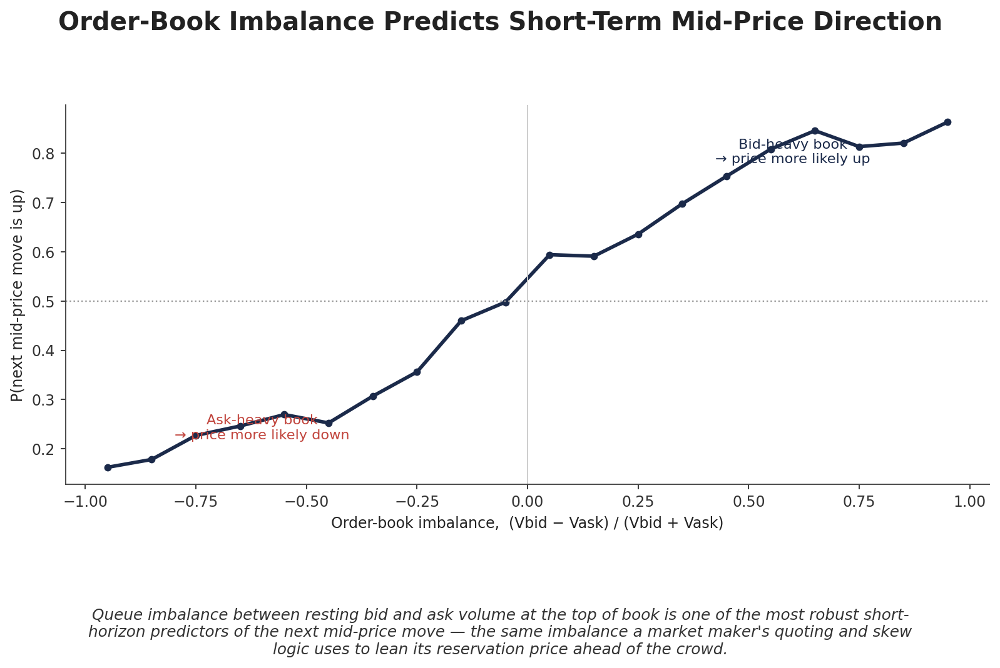 Order-Book Imbalance Predicts Short-Term Mid-Price Direction
P(next mid-price move is up)
0.8
0.7
0.6
0.5
0.4
0.3
0.2
Bid-heavy book
→ price more likely up
Ask-heavy book
→ price more likely down
−1.00
−0.75
−0.50
−0.25
0.00
0.25
0.50
0.75
1.00
Order-book imbalance,  (Vbid − Vask) / (Vbid + Vask)
Queue imbalance between resting bid and ask volume at the top of book is one of the most robust short-
horizon predictors of the next mid-price move — the same imbalance a market maker's quoting and skew
logic uses to lean its reservation price ahead of the crowd.